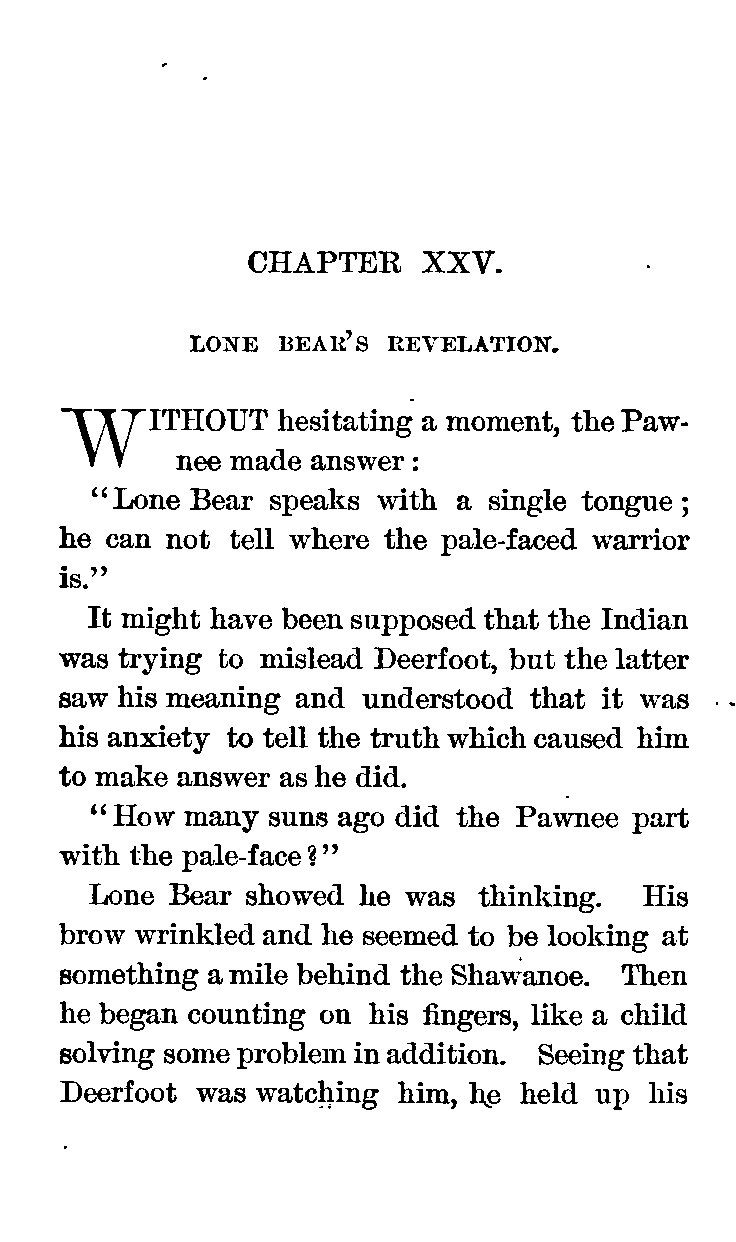 CHAPTER XXV.
LONE BEAR'S REVELATION.
WITHOUT hesitating a moment, the Paw-
nee made answer :
"Lone Bear speaks with a single tongue ;
he can not tell where the pale-faced warrior
is."
It might have been supposed that the Indian
was trying to mislead Deerfoot, but the latter
saw his meaning and understood that it was
his anxiety to tell the truth which caused him
to make answer as he did.
"How many suns ago did the Pawnee part
with the pale-face?"
Lone Bear showed he was thinking. His
brow wrinkled and he seemed to be looking at
something a mile behind the Shawanoe. Then
he began counting on his fingers, like a child
solving some problem in addition. Seeing that
Deerfoot was watching him, he held up his